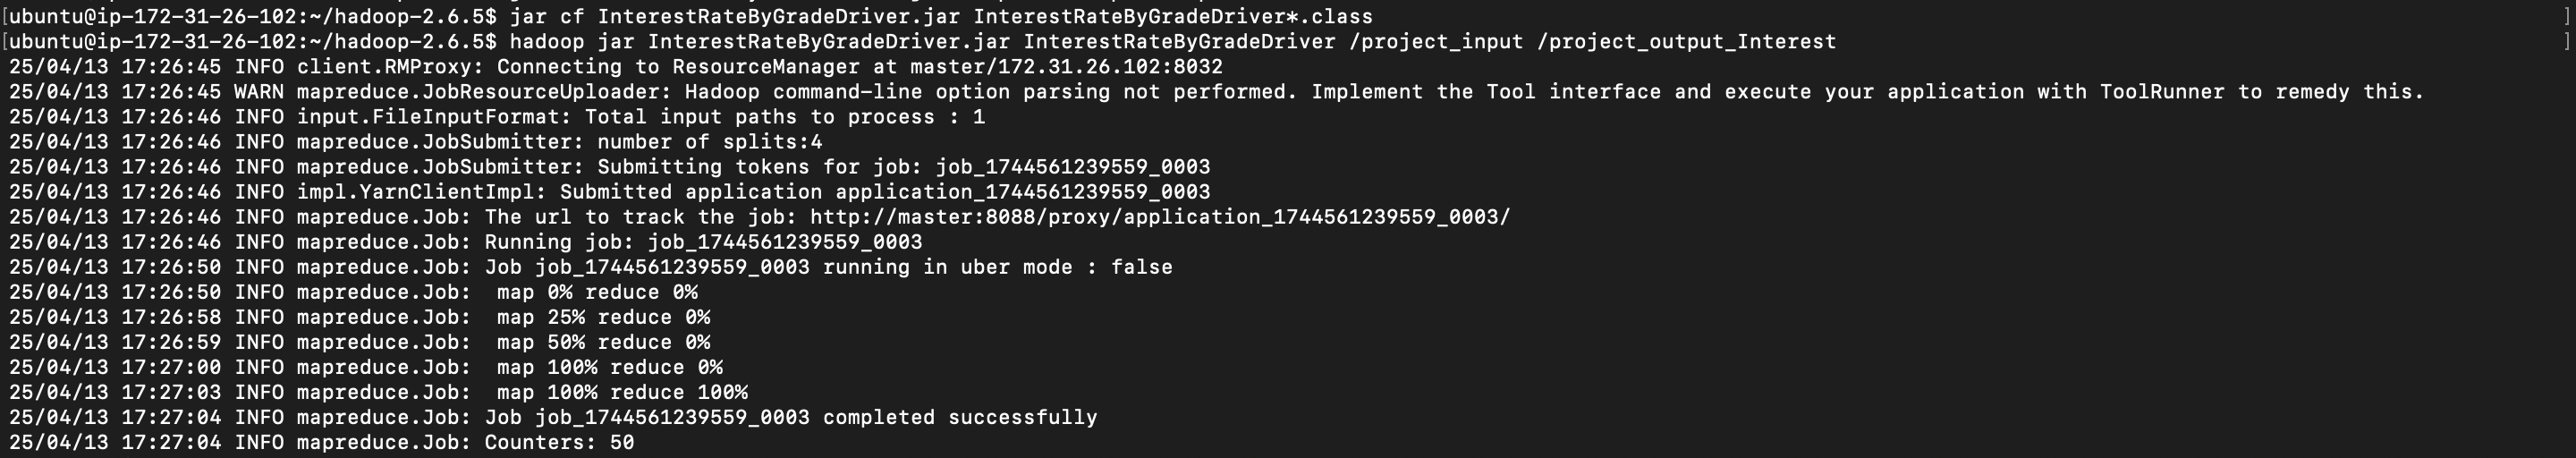 [ubuntu@ip-172-31-26-102:~/hadoop-2.6.5$ jar cf InterestRateByGradeDriver.jar InterestRateByGradeDriver*.class ]
[ubuntu@ip-172-31-26-102:~/hadoop-2.6.5$ hadoop jar InterestRateByGradeDriver.jar InterestRateByGradeDriver /project_input /project_output_Interest ]
25/04/13 17:26:45 INFO client.RMProxy: Connecting to ResourceManager at master/172.31.26.102:8032
25/04/13 17:26:45 WARN mapreduce.JobResourceUploader: Hadoop command-line option parsing not performed. Implement the Tool interface and execute your application with ToolRunner to remedy this.
25/04/13 17:26:46 INFO input.FileInputFormat: Total input paths to process : 1
25/04/13 17:26:46 INFO mapreduce.JobSubmitter: number of splits:4
25/04/13 17:26:46 INFO mapreduce.JobSubmitter: Submitting tokens for job: job_1744561239559_0003
25/04/13 17:26:46 INFO impl.YarnClientImpl: Submitted application application_1744561239559_0003
25/04/13 17:26:46 INFO mapreduce.Job: The url to track the job: http://master:8088/proxy/application_1744561239559_0003/
25/04/13 17:26:46 INFO mapreduce.Job: Running job: job_1744561239559_0003
25/04/13 17:26:50 INFO mapreduce.Job: Job job_1744561239559_0003 running in uber mode : false
25/04/13 17:26:50 INFO mapreduce.Job:  map 0% reduce 0%
25/04/13 17:26:58 INFO mapreduce.Job:  map 25% reduce 0%
25/04/13 17:26:59 INFO mapreduce.Job:  map 50% reduce 0%
25/04/13 17:27:00 INFO mapreduce.Job:  map 100% reduce 0%
25/04/13 17:27:03 INFO mapreduce.Job:  map 100% reduce 100%
25/04/13 17:27:04 INFO mapreduce.Job: Job job_1744561239559_0003 completed successfully
25/04/13 17:27:04 INFO mapreduce.Job: Counters: 50